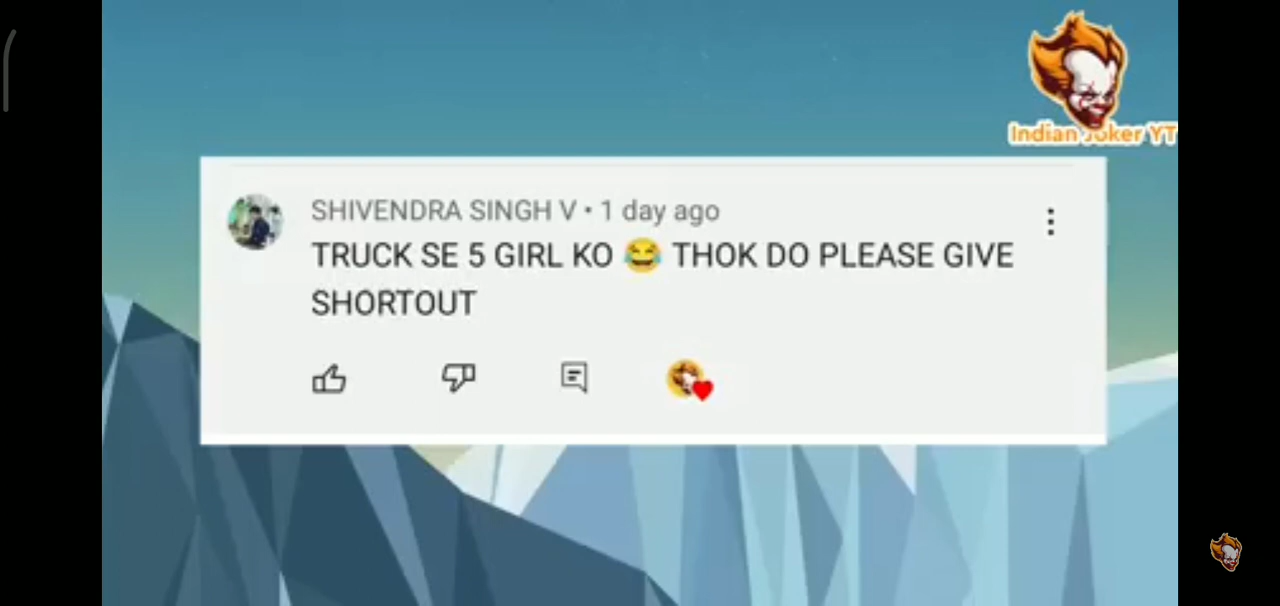 Indian Joker YT
SHIVENDRA SINGH V • 1 day ago
TRUCK SE 5 GIRL KO 😂 THOK DO PLEASE GIVE
SHORTOUT